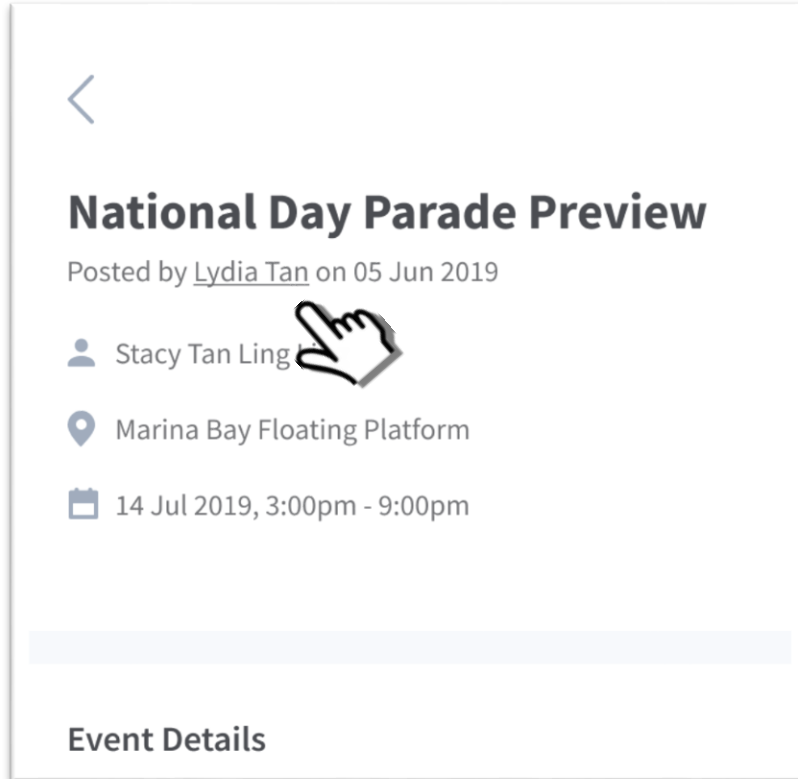 National Day Parade Preview
Posted by Lydia Tan on 05 Jun 2019
Stacy Tan Ling
Marina Bay Floating Platform
14 Jul 2019, 3:00pm - 9:00pm
Event Details